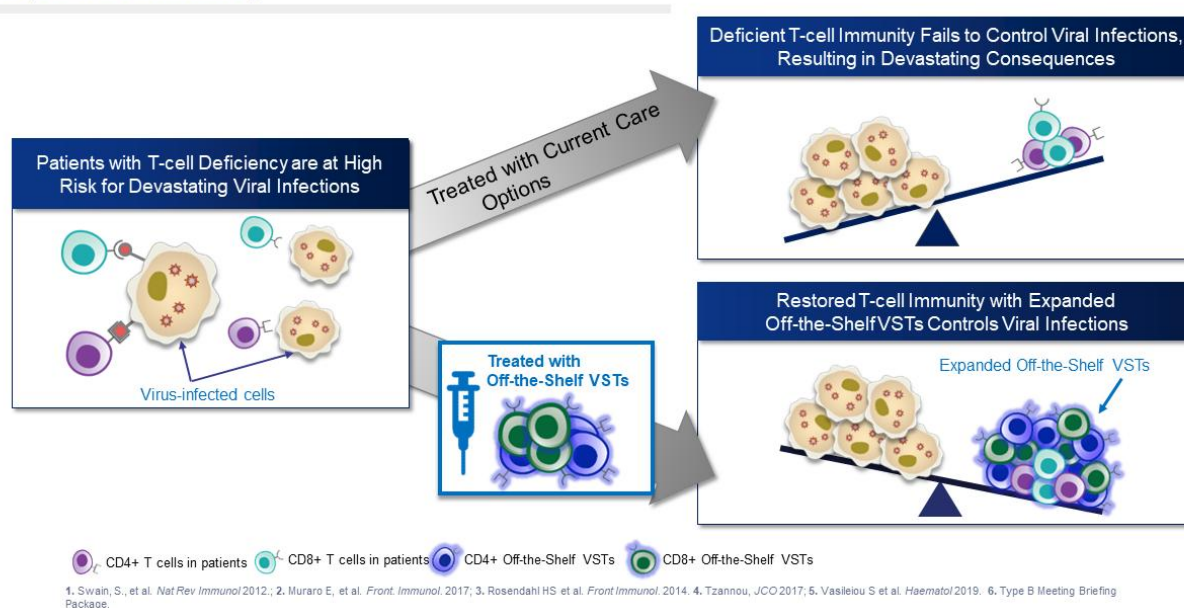 Deficient T-cell Immunity Fails to Control Viral Infections,
Resulting in Devastating Consequences
Patients with T-cell Deficiency are at High
Risk for Devastating Viral Infections
Virus-infected cells
Treated with Current Care
Options
Treated with
Off-the-Shelf VSTs
Restored T-cell Immunity with Expanded
Off-the-Shelf VSTs Controls Viral Infections
Expanded Off-the-Shelf VSTs
CD4+ T cells in patients CD8+ T cells in patients CD4+ Off-the-Shelf VSTs CD8+ Off-the-Shelf VSTs
1. Swain, S., et al. Nat Rev Immunol 2012.; 2. Muraro E, et al. Front. Immunol. 2017; 3. Rosendahl HS et al. Front Immunol. 2014. 4. Tzannou, JCO 2017; 5. Vasileiou S et al. Haematol 2019. 6. Type B Meeting Briefing
Package.